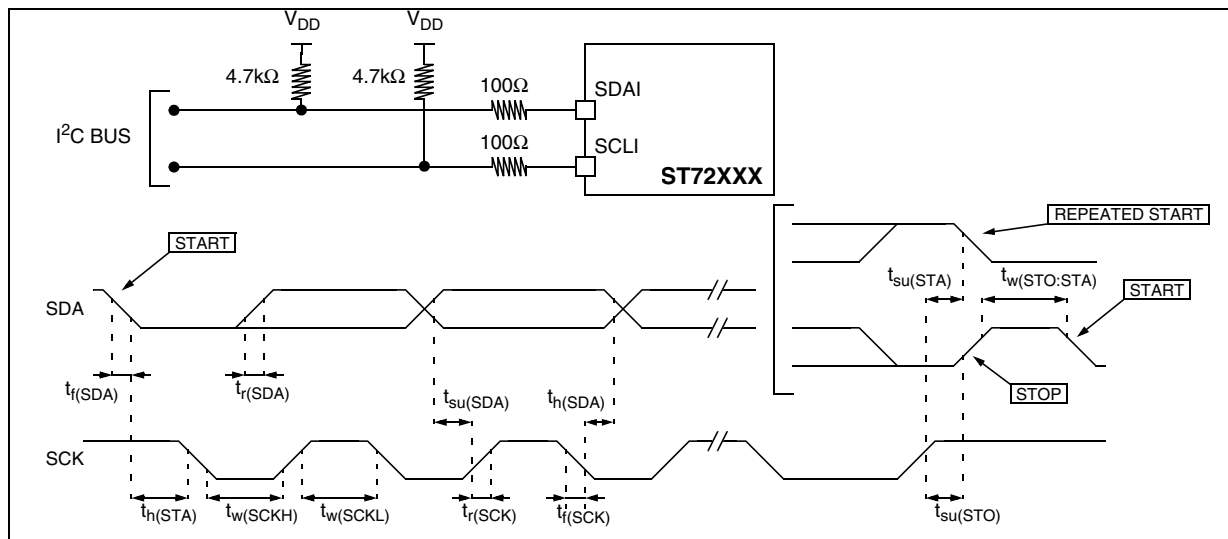 V_DD V_DD
4.7kΩ 4.7kΩ
100Ω
SDAI
I²C BUS
100Ω
SCLI
ST72XXX
REPEATED START
START
t_su(STA) t_w(STO:STA)
START
SDA
STOP
t_f(SDA) t_r(SDA) t_su(SDA) t_h(SDA)
SCK
t_h(STA) t_w(SCKH) t_w(SCKL) t_r(SCK) t_f(SCK) t_su(STO)